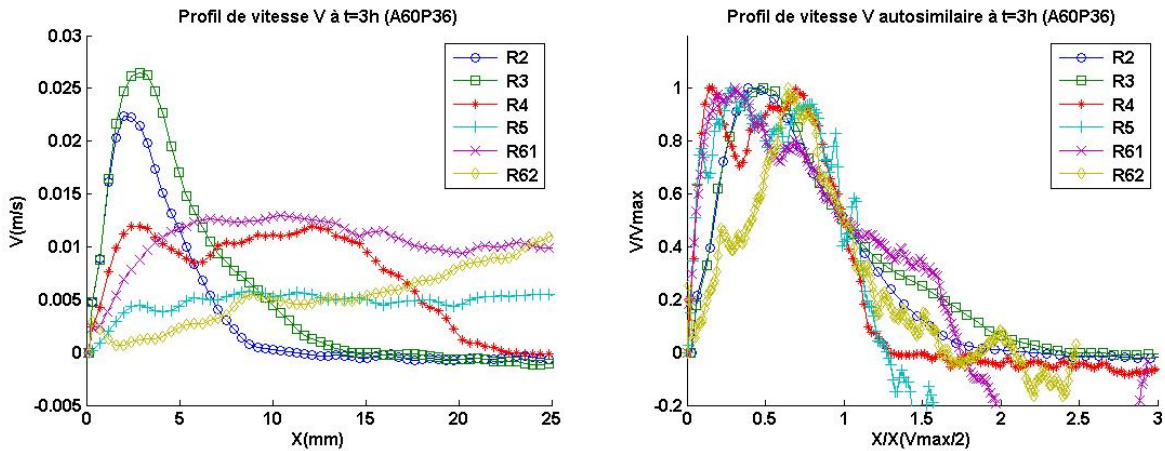 Profil de vitesse V à t=3h (A60P36)
0.03
0.025
0.02
0.015
0.01
0.005
0
-0.005
V(m/s)
0
5
10
15
20
25
X(mm)
R2
R3
R4
R5
R61
R62
Profil de vitesse V autosimilaire à t=3h (A60P36)
1
0.8
0.6
0.4
0.2
0
-0.2
V/Vmax
0
0.5
1
1.5
2
2.5
3
X/X(Vmax/2)
R2
R3
R4
R5
R61
R62